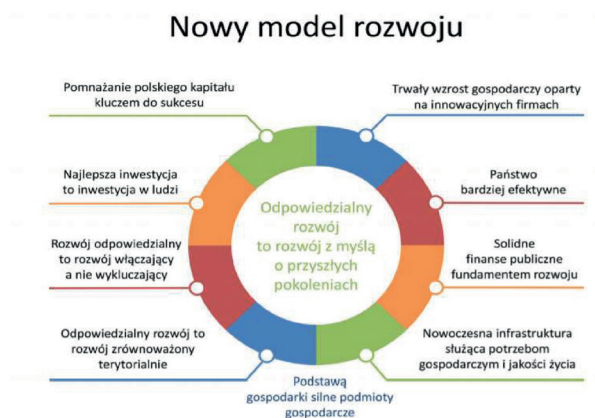 Nowy model rozwoju
Pomnażanie polskiego kapitału
kluczem do sukcesu
Trwały wzrost gospodarczy oparty
na innowacyjnych firmach
Najlepsza inwestycja
to inwestycja w ludzi
Państwo
bardziej efektywne
Odpowiedzialny
rozwój
to rozwój z myślą
o przyszłych
pokoleniach
Rozwój odpowiedzialny
to rozwój włączający
a nie wykluczający
Solidne
finanse publiczne
fundamentem rozwoju
Odpowiedzialny rozwój to
rozwój zrównoważony
terytorialnie
Nowoczesna infrastruktura
służąca potrzebom
gospodarczym i jakości życia
Podstawą
gospodarki silne podmioty
gospodarcze